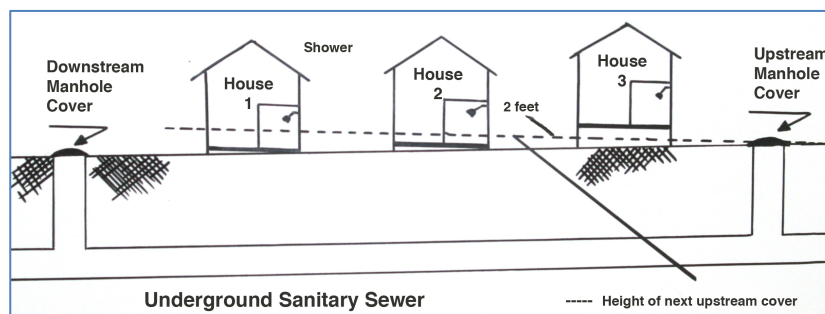 Shower
Downstream
Manhole
Cover
House
1
House
2
House
3
Upstream
Manhole
Cover
2 feet
Underground Sanitary Sewer
----- Height of next upstream cover